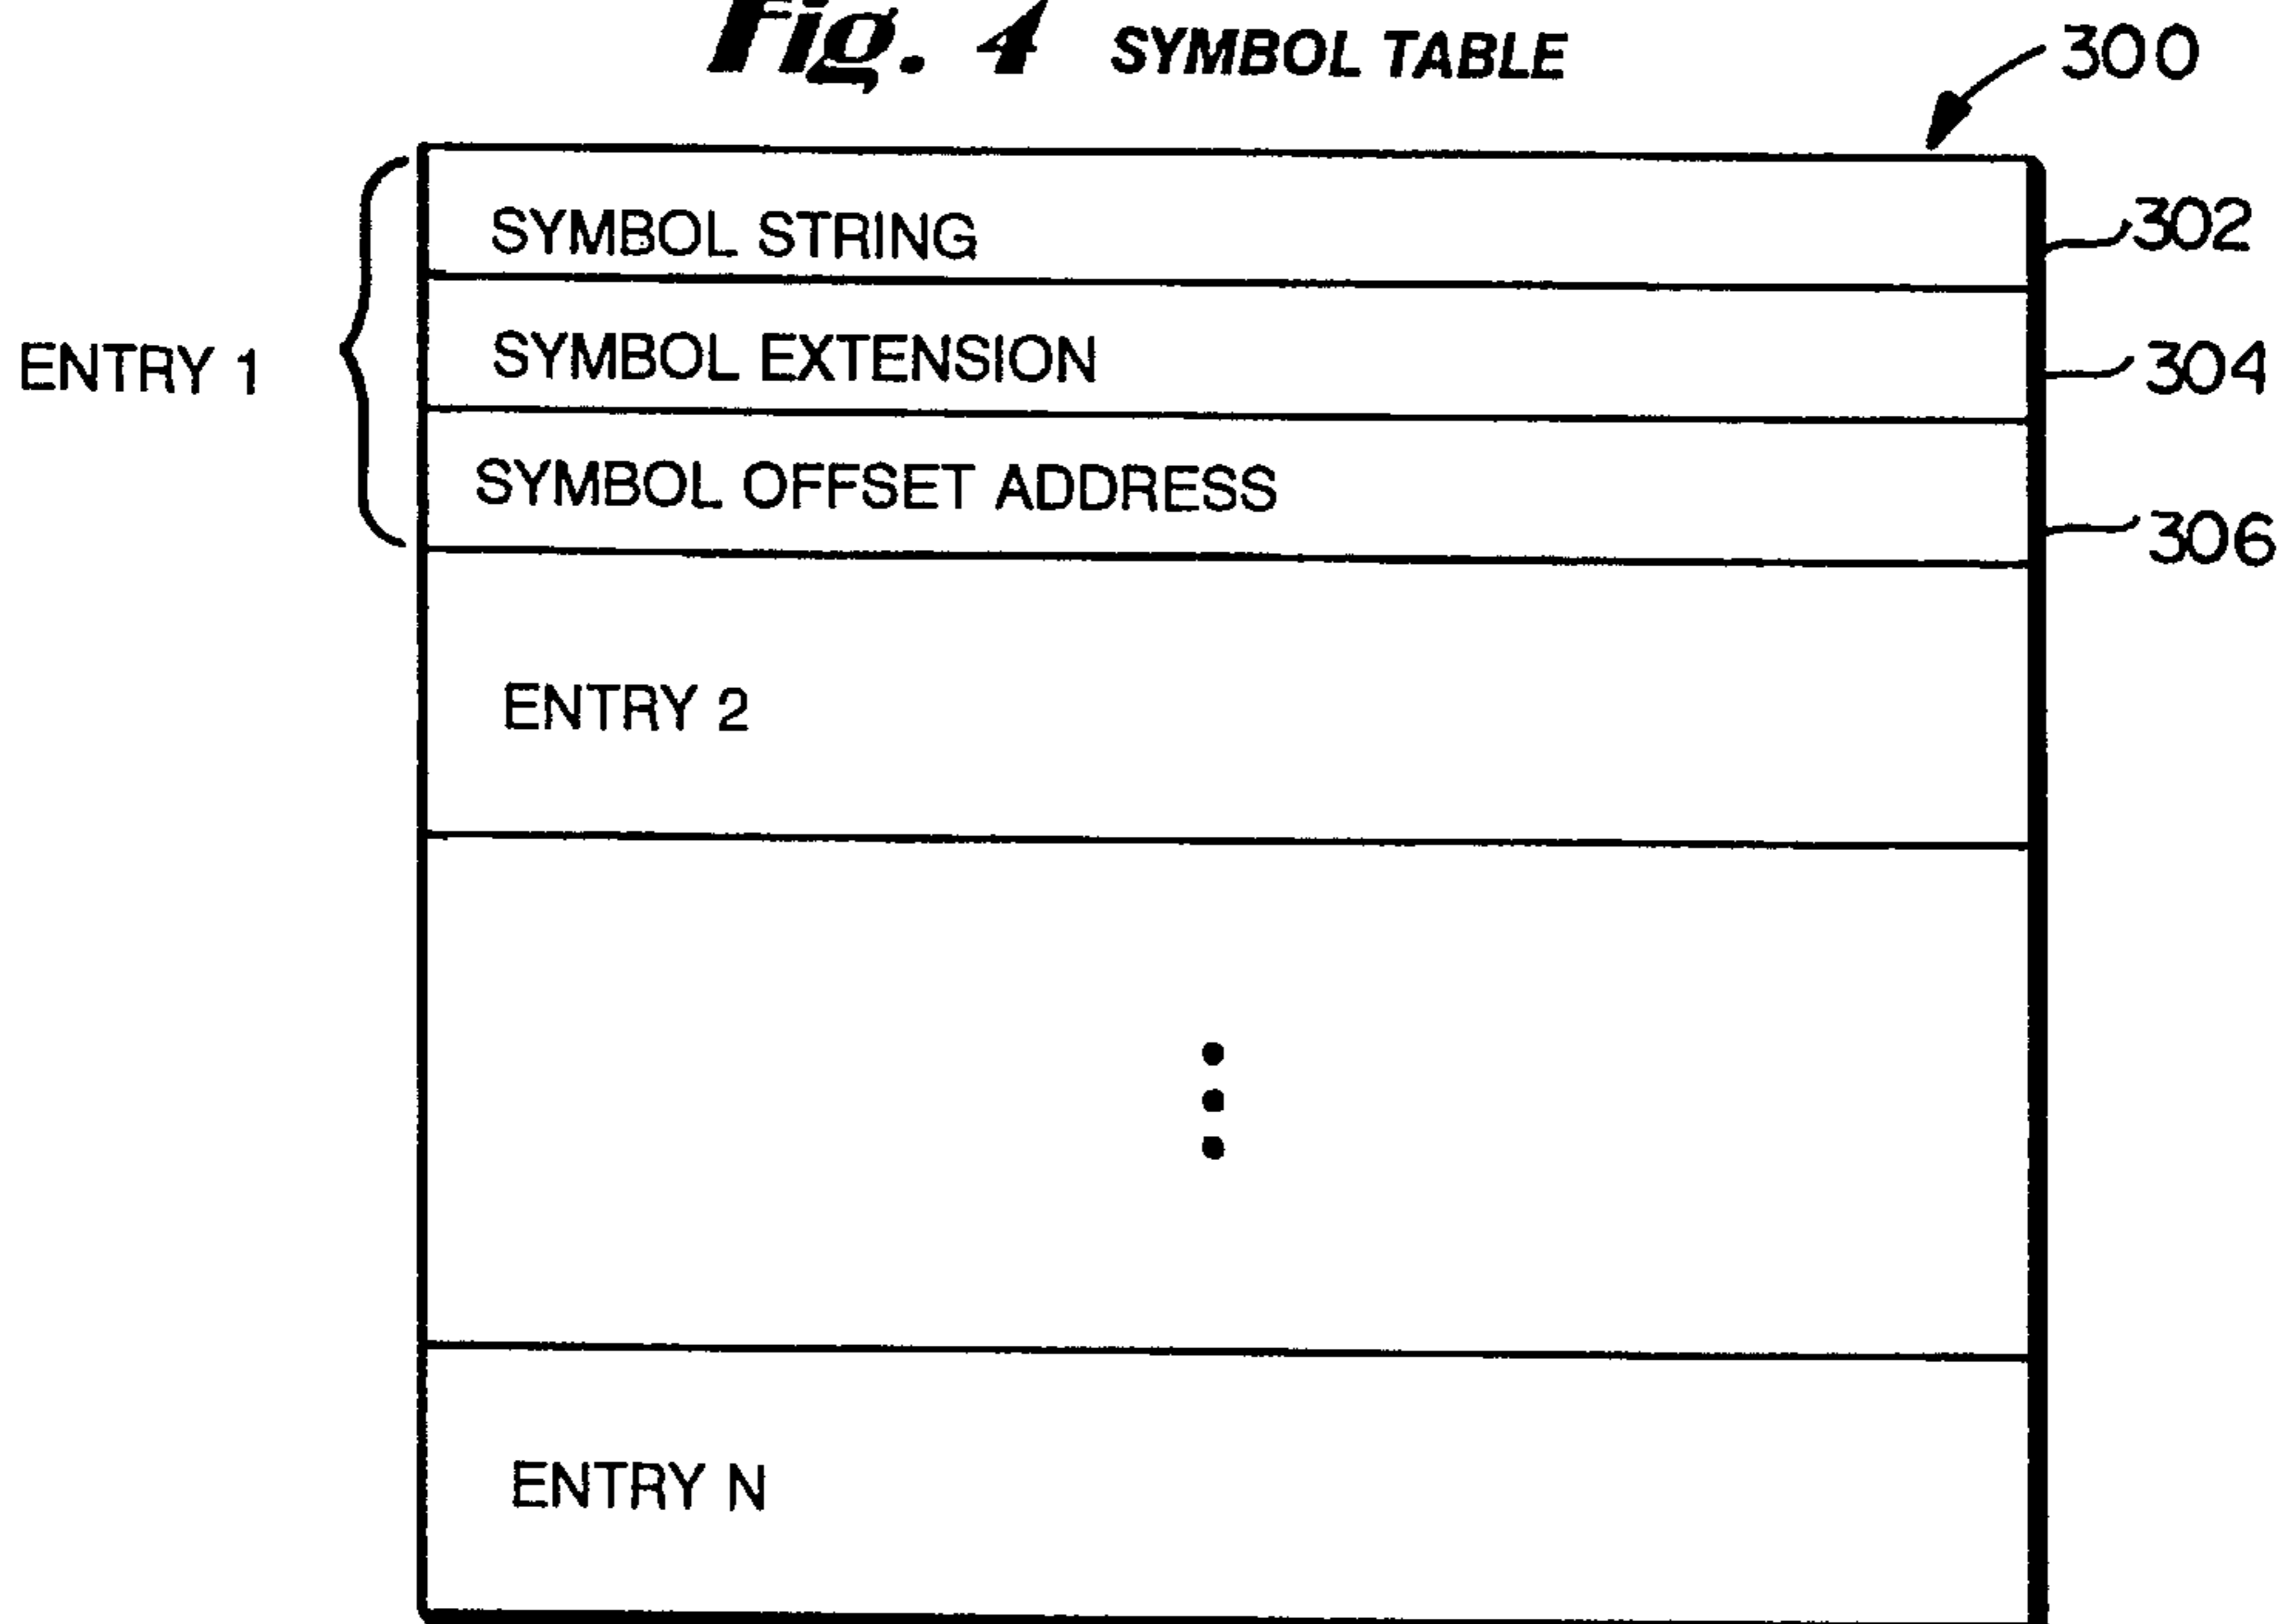 Fig. 4 SYMBOL TABLE
300
SYMBOL STRING
302
ENTRY 1
SYMBOL EXTENSION
304
SYMBOL OFFSET ADDRESS
306
ENTRY 2
ENTRY N